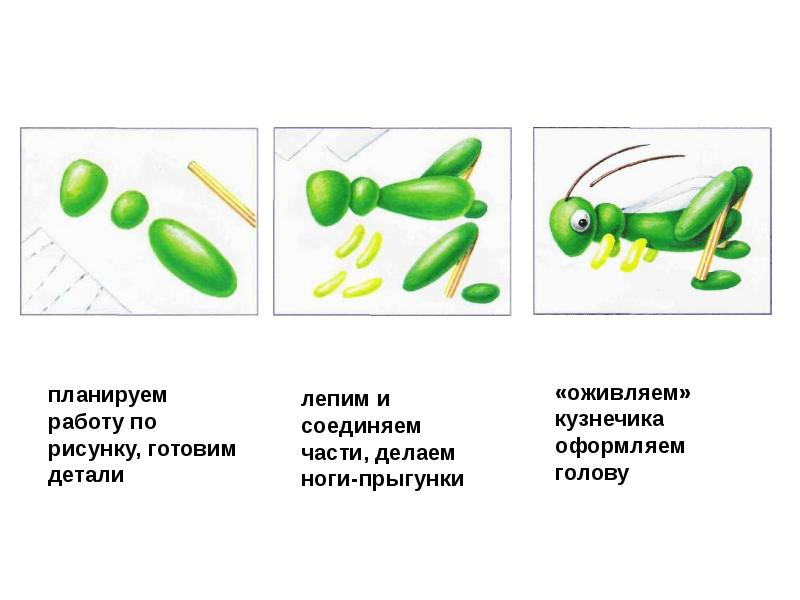 планируем
работу по
рисунку, готовим
детали
лепим и
соединяем
части, делаем
ноги-прыгунки
«оживляем»
кузнечика
оформляем
голову